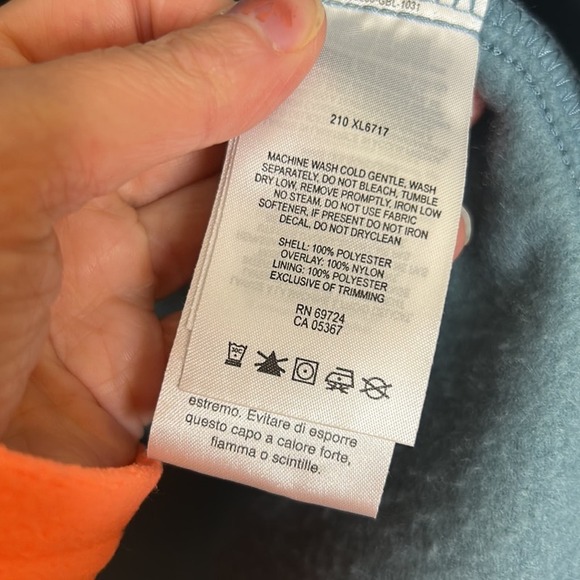 -GBL-1031
210 XL6717
MACHINE WASH COLD GENTLE, WASH
SEPARATELY, DO NOT BLEACH, TUMBLE
DRY LOW, REMOVE PROMPTLY, IRON LOW
NO STEAM, DO NOT USE FABRIC
SOFTENER, IF PRESENT DO NOT IRON
DECAL, DO NOT DRYCLEAN
SHELL: 100% POLYESTER
OVERLAY: 100% NYLON
LINING: 100% POLYESTER
EXCLUSIVE OF TRIMMING
RN 69724
CA 05367
30C
estremo. Evitare di esporre
questo capo a calore forte,
fiamma o scintille.